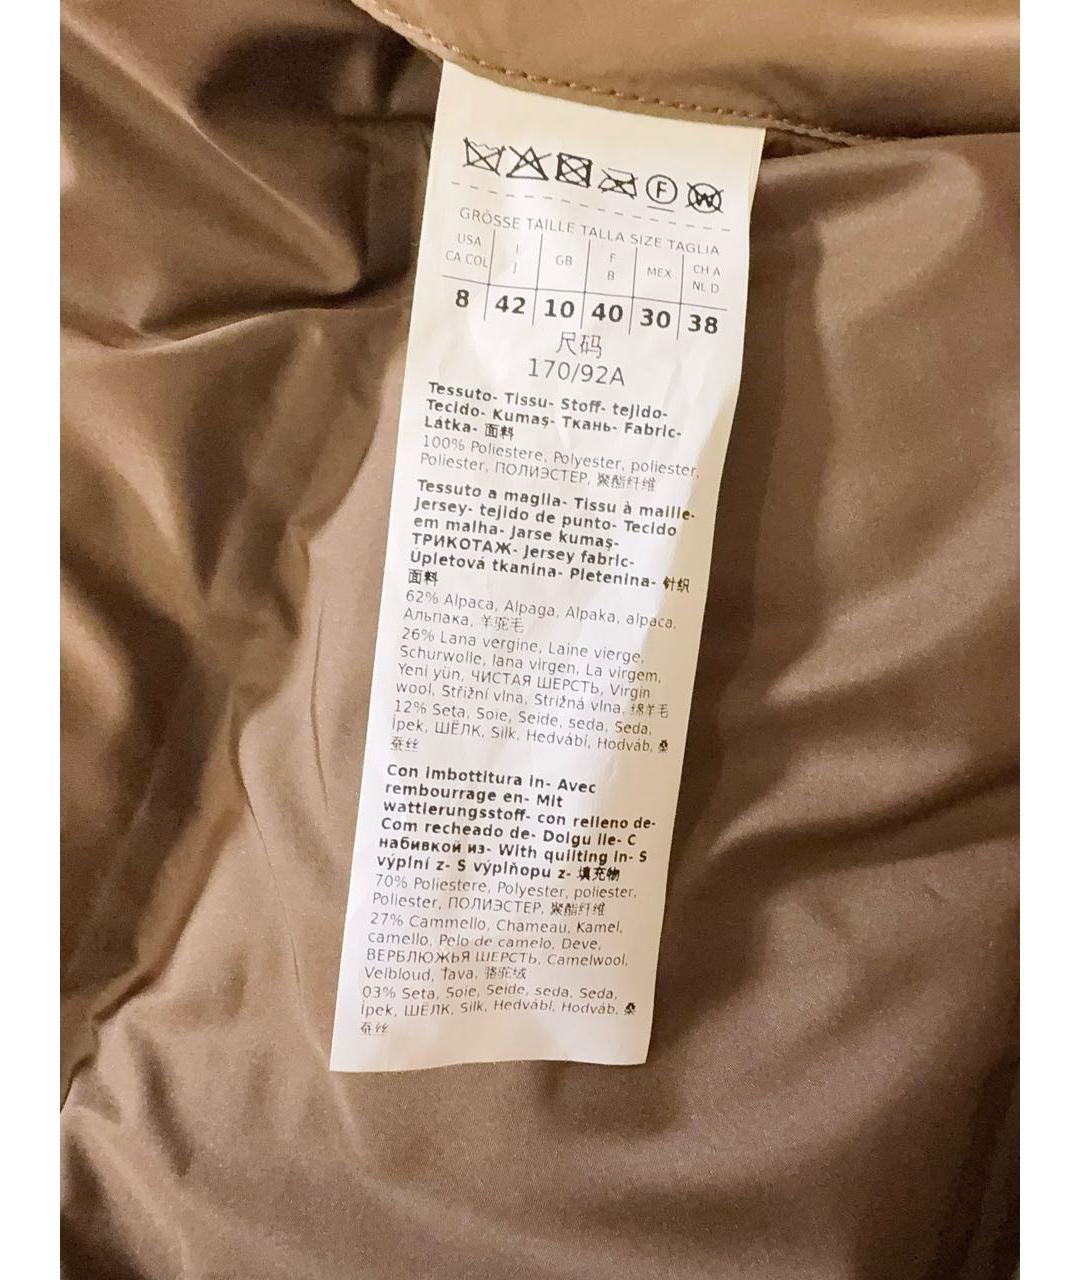 F W
GRÖSSE TAILLE TALLA SIZE TAGLIA
USA CA COL I J GB F B MEX CH A NL D
8 42 10 40 30 38
尺码
170/92A
Tessuto- Tissu- Stoff- tejido-
Tecido- Kumaş- Ткань- Fabric-
Látka- 面料
100% Poliestere, Polyester, poliester,
Poliester, ПОЛИЭСТЕР, 聚酯纤维
Tessuto a maglia- Tissu à maille-
Jersey- tejido de punto- Tecido
em malha- Jarse kumaş-
ТРИКОТАЖ- Jersey fabric-
Úpletová tkanina- Pletenina- 针织
面料
62% Alpaca, Alpaga, Alpaka, alpaca,
Альпака, 羊驼毛
26% Lana vergine, Laine vierge,
Schurwolle, lana virgen, La virgem,
Yeni yün, ЧИСТАЯ ШЕРСТЬ, Virgin
wool, Střižní vlna, Strižná vlna, 绵羊毛
12% Seta, Soie, Seide, seda, Seda,
İpek, ШЁЛК, Silk, Hedvábí, Hodváb, 桑
蚕丝
Con imbottitura in- Avec
rembourrage en- Mit
wattierungsstoff- con relleno de-
Com recheado de- Dolgu ile- С
набивкой из- With quilting in- S
výplní z- S výplňopu z- 填充物
70% Poliestere, Polyester, poliester,
Poliester, ПОЛИЭСТЕР, 聚酯纤维
27% Cammello, Chameau, Kamel,
camello, Pelo de camelo, Deve,
ВЕРБЛЮЖЬЯ ШЕРСТЬ, Camelwool,
Velbloud, Ťava, 骆驼绒
03% Seta, Soie, Seide, seda, Seda,
İpek, ШЁЛК, Silk, Hedvábí, Hodváb, 桑
蚕丝